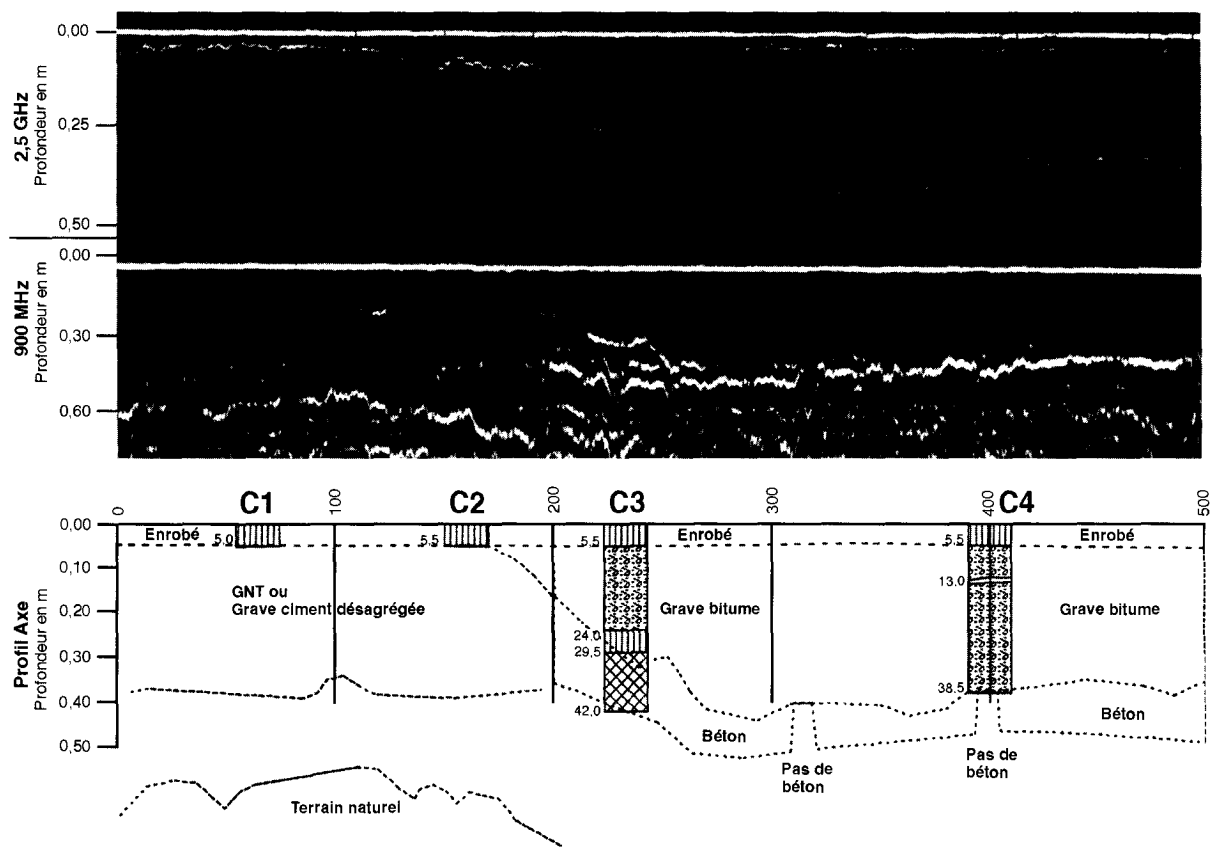 2,5 GHz
Profondeur en m
0,00
0,25
0,50
900 MHz
Profondeur en m
0,00
0,30
0,60
0
C1
100
C2
200
C3
300
400
C4
500
Profil Axe
Profondeur en m
0,00
0,10
0,20
0,30
0,40
0,50
Enrobé
5.0
5.5
5.5
Enrobé
5.5
Enrobé
GNT ou
Grave ciment désagrégée
24.0
29,5
42.0
Grave bitume
13.0
38.5
Grave bitume
Béton
Béton
Pas de
béton
Pas de
béton
Terrain naturel